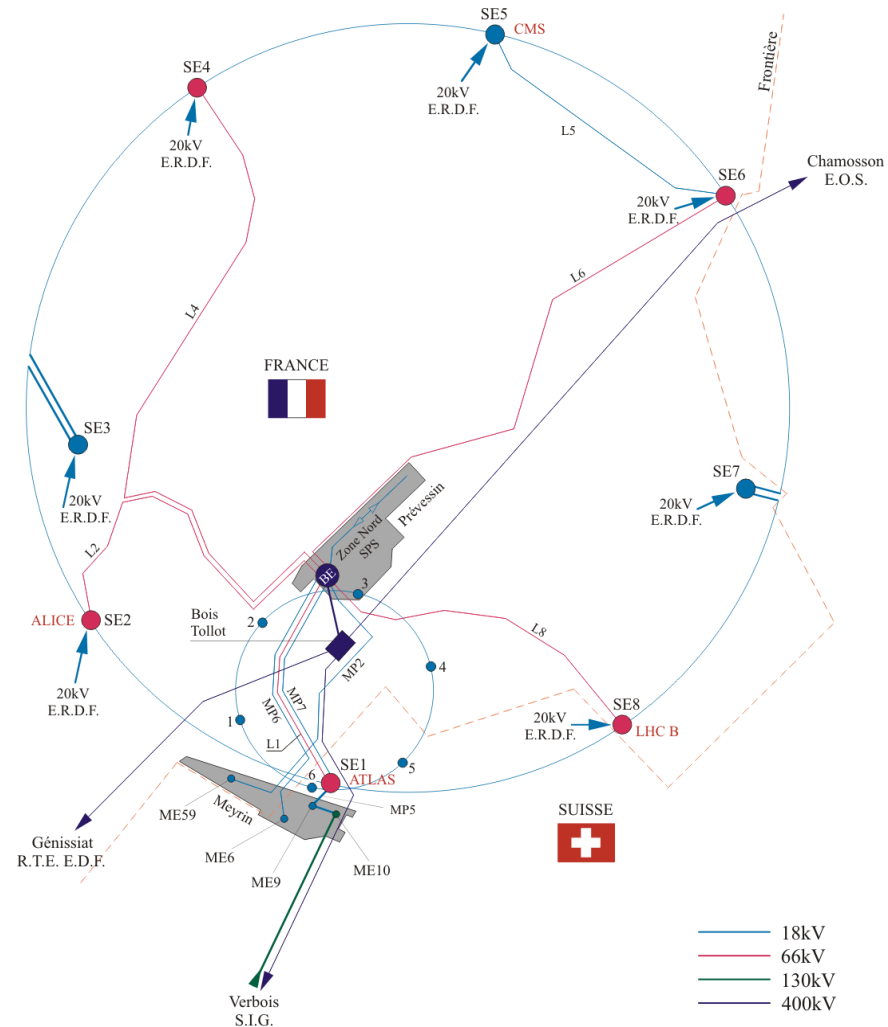 SE5
CMS
SE4
20kV
E.R.D.F.
Frontière
20kV
E.R.D.F.
L5
Chamosson
E.O.S.
SE6
20kV
E.R.D.F.
L6
L4
FRANCE
SE3
SE7
20kV
E.R.D.F.
20kV
E.R.D.F.
Prévessin
Zone Nord
SPS
L2
BE
3
ALICE
SE2
2
Bois
Tollot
L8
4
MP2
20kV
E.R.D.F.
MP7
MP6
SE8
20kV
E.R.D.F.
LHC B
1
L1
SE1
ATLAS
5
6
MP5
Meyrin
ME59
SUISSE
Génissiat
R.T.E. E.D.F.
ME6
ME9
ME10
18kV
66kV
130kV
400kV
Verbois
S.I.G.